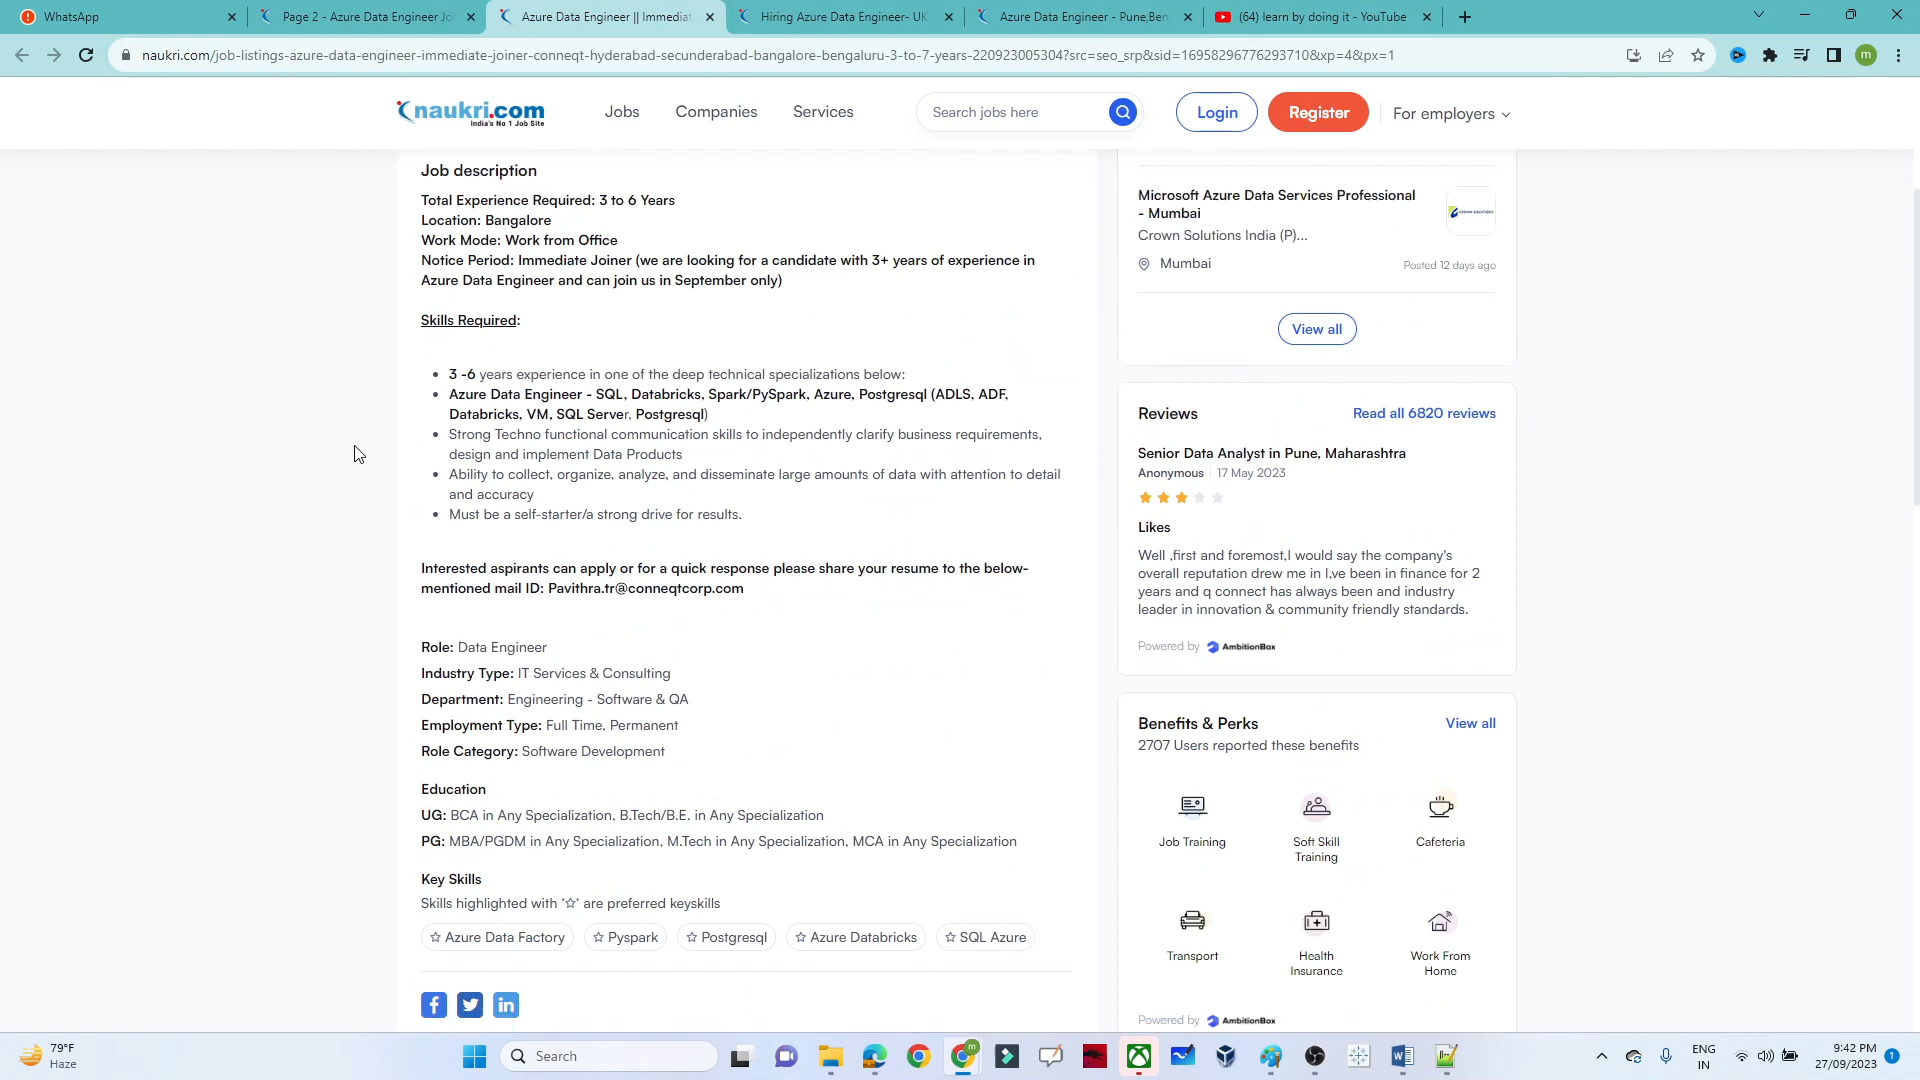 WhatsApp
Page 2 - Azure Data Engineer Jo
Azure Data Engineer || Immediat
Hiring Azure Data Engineer- UK
Azure Data Engineer - Pune,Ben
(64) learn by doing it - YouTube
naukri.com/job-listings-azure-data-engineer-immediate-joiner-conneqt-hyderabad-secunderabad-bangalore-bengaluru-3-to-7-years-220923005304?src=seo_srp&sid=16958296776293710&xp=4&px=1
m
naukri.com
India's No 1 Job Site
Jobs
Companies
Services
Search jobs here
Login
Register
For employers
Job description
Total Experience Required: 3 to 6 Years
Location: Bangalore
Work Mode: Work from Office
Notice Period: Immediate Joiner (we are looking for a candidate with 3+ years of experience in
Azure Data Engineer and can join us in September only)
Skills Required:
3 -6 years experience in one of the deep technical specializations below:
Azure Data Engineer - SQL, Databricks, Spark/PySpark, Azure, Postgresql (ADLS, ADF,
Databricks, VM, SQL Server, Postgresql)
Strong Techno functional communication skills to independently clarify business requirements,
design and implement Data Products
Ability to collect, organize, analyze, and disseminate large amounts of data with attention to detail
and accuracy
Must be a self-starter/a strong drive for results.
Interested aspirants can apply or for a quick response please share your resume to the below-
mentioned mail ID: Pavithra.tr@conneqtcorp.com
Role: Data Engineer
Industry Type: IT Services & Consulting
Department: Engineering - Software & QA
Employment Type: Full Time, Permanent
Role Category: Software Development
Education
UG: BCA in Any Specialization, B.Tech/B.E. in Any Specialization
PG: MBA/PGDM in Any Specialization, M.Tech in Any Specialization, MCA in Any Specialization
Key Skills
Skills highlighted with '☆' are preferred keyskills
☆ Azure Data Factory
☆ Pyspark
☆ Postgresql
☆ Azure Databricks
☆ SQL Azure
Microsoft Azure Data Services Professional
- Mumbai
Crown Solutions India (P)...
CROWN SOLUTIONS
Mumbai
Posted 12 days ago
View all
Reviews
Read all 6820 reviews
Senior Data Analyst in Pune, Maharashtra
Anonymous
17 May 2023
Likes
Well ,first and foremost,I would say the company's
overall reputation drew me in I,ve been in finance for 2
years and q connect has always been and industry
leader in innovation & community friendly standards.
Powered by AmbitionBox
Benefits & Perks
View all
2707 Users reported these benefits
Job Training
Soft Skill
Training
Cafeteria
Transport
Health
Insurance
Work From
Home
Powered by AmbitionBox
79°F
Haze
Search
m
ENG
IN
9:42 PM
27/09/2023
1